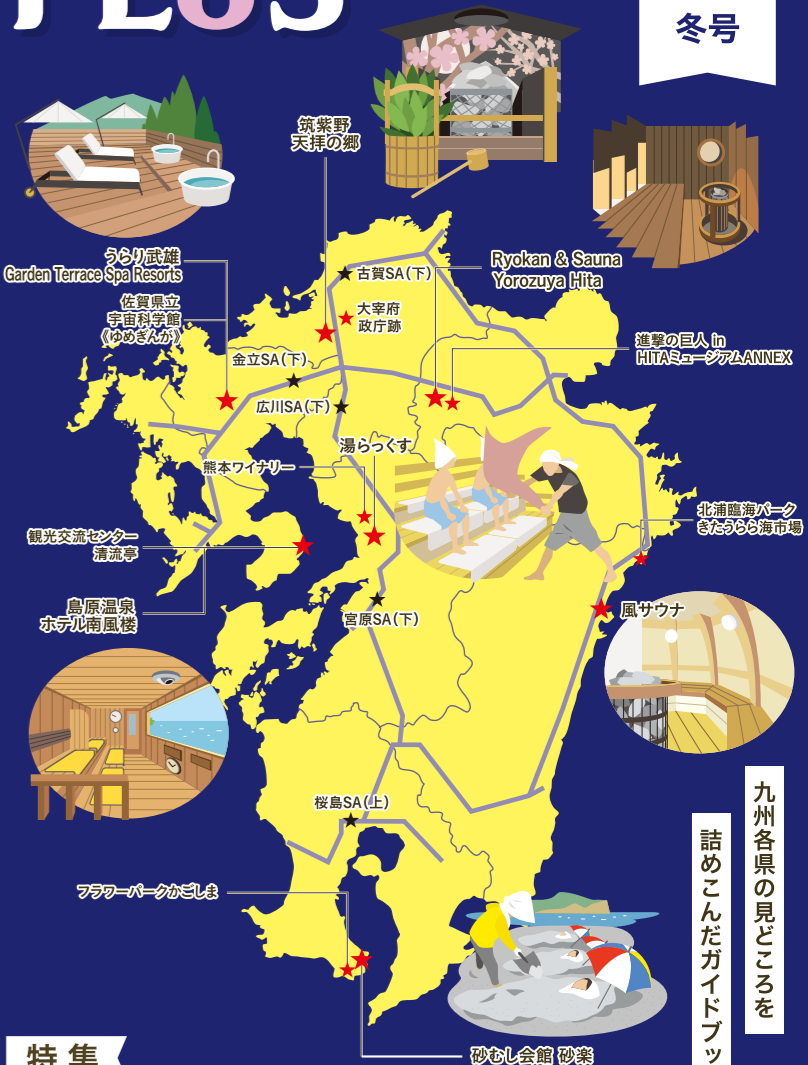 PLUS
冬号
筑紫野
天拝の郷
うらり武雄
Garden Terrace Spa Resorts
佐賀県立
宇宙科学館
《ゆめぎんが》
古賀SA(下)
大宰府
政庁跡
Ryokan & Sauna
Yorozuya Hita
進撃の巨人 in
HITAミュージアムANNEX
金立SA(下)
広川SA(下)
湯らっくす
熊本ワイナリー
北浦臨海パーク
きたうらら海市場
観光交流センター
清流亭
島原温泉
ホテル南風楼
宮原SA(下)
風サウナ
桜島SA(上)
フラワーパークかごしま
砂むし会館 砂楽
九州各県の見どころを
詰めこんだガイドブッ
特集